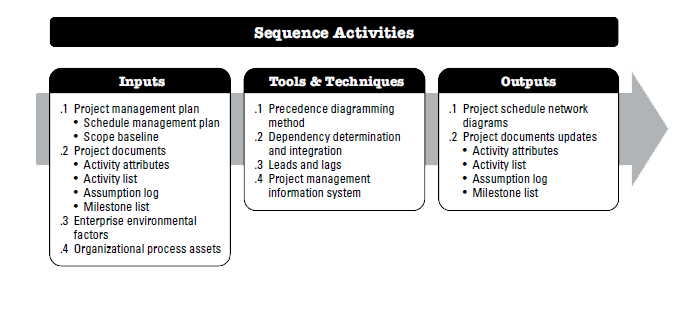 Sequence Activities
Inputs
.1 Project management plan
• Schedule management plan
• Scope baseline
.2 Project documents
• Activity attributes
• Activity list
• Assumption log
• Milestone list
.3 Enterprise environmental
factors
.4 Organizational process assets
Tools & Techniques
.1 Precedence diagramming
method
.2 Dependency determination
and integration
.3 Leads and lags
.4 Project management
information system
Outputs
.1 Project schedule network
diagrams
.2 Project documents updates
• Activity attributes
• Activity list
• Assumption log
• Milestone list